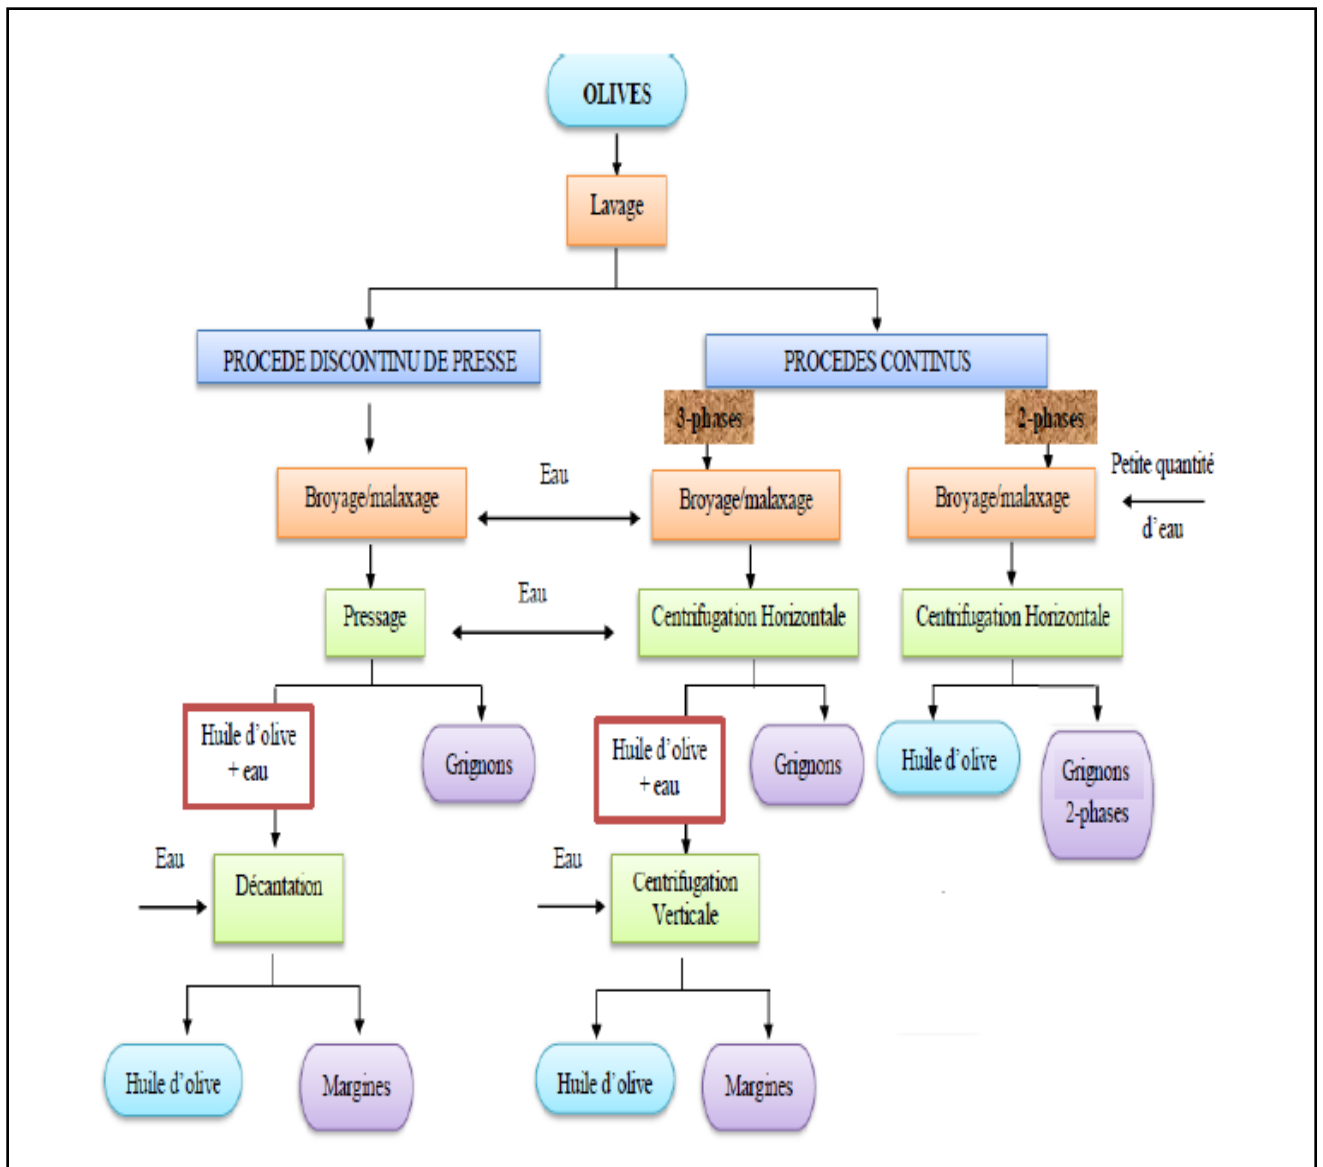 OLIVES
Lavage
PROCEDE DISCONTINU DE PRESSE
PROCEDES CONTINUS
3-phases
2-phases
Broyage/malaxage
Eau
Broyage/malaxage
Broyage/malaxage
Petite quantité
d'eau
Pressage
Eau
Centrifugation Horizontale
Centrifugation Horizontale
Huile d'olive
+ eau
Grignons
Huile d'olive
+ eau
Grignons
Huile d'olive
Grignons
2-phases
Eau
Décantation
Eau
Centrifugation
Verticale
Huile d'olive
Margines
Huile d'olive
Margines